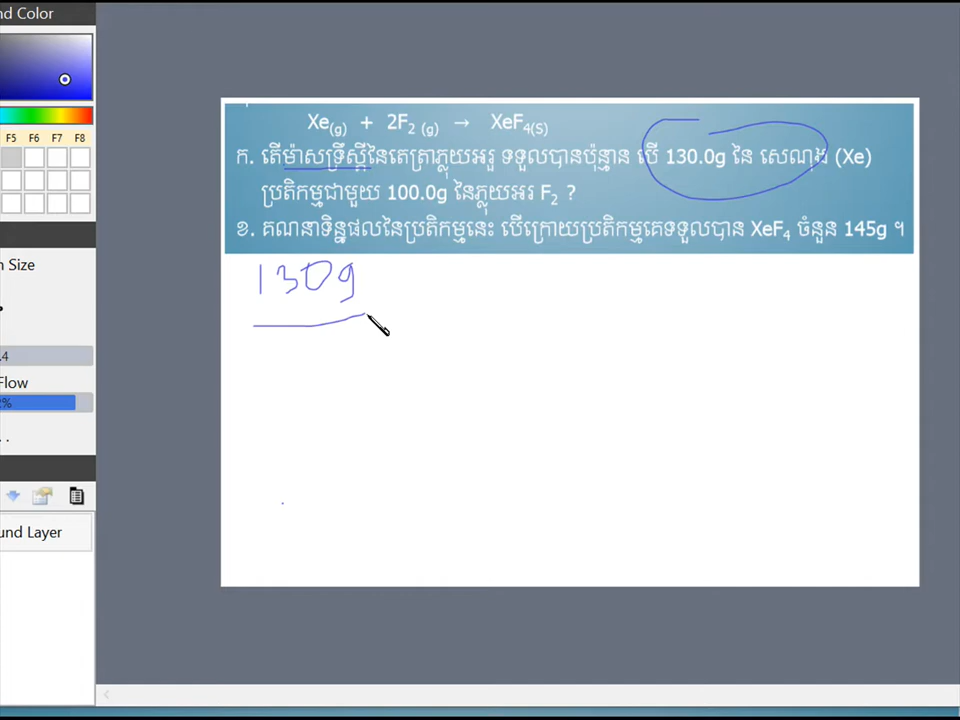 nd Color
F5 F6 F7 F8
n Size
.4
Flow
%
. .
und Layer
Xe(g) + 2F₂ (g) → XeF₄(S)
ក. តើម៉ាសទ្រឹស្តីនៃតេត្រាភ្លុយអរួ ទទួលបានប៉ុន្មាន បើ 130.0g នៃ សេណុង (Xe)
ប្រតិកម្មជាមួយ 100.0g នៃភ្លុយអរ F₂ ?
ខ. គណនាទិន្នផលនៃប្រតិកម្មនេះ បើក្រោយប្រតិកម្មគេទទួលបាន XeF₄ ចំនួន 145g ។
130g